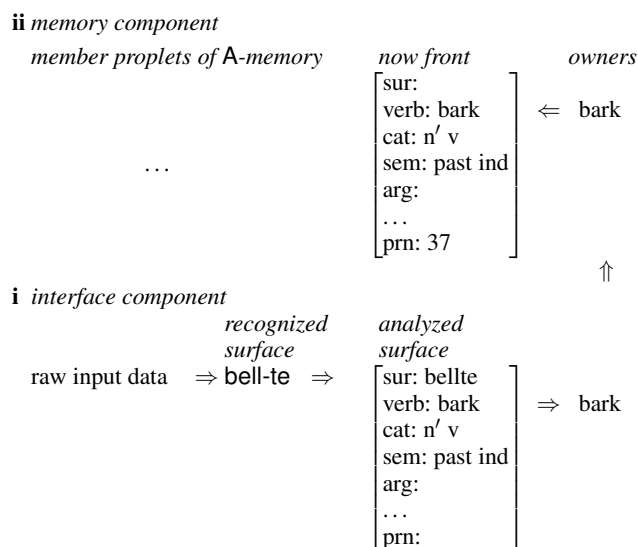 ii memory component
member proplets of A-memory now front owners
sur:
verb: bark ⇐ bark
cat: n′ v
… sem: past ind
arg:
…
prn: 37
⇑
i interface component
recognized analyzed
surface surface
raw input data ⇒ bell-te ⇒ sur: bellte
verb: bark ⇒ bark
cat: n′ v
sem: past ind
arg:
…
prn: